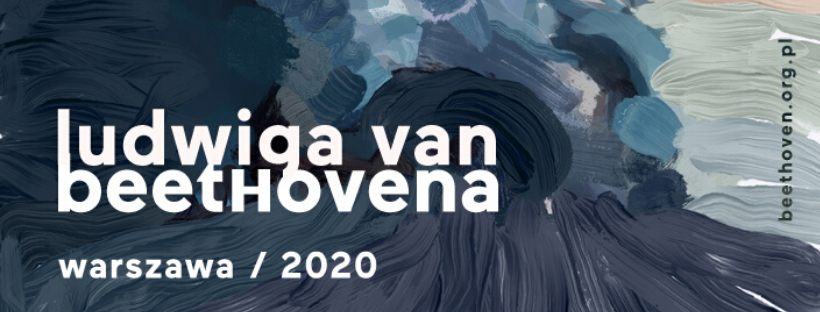 ludwiga van
beethovena
warszawa / 2020
beethoven.org.pl